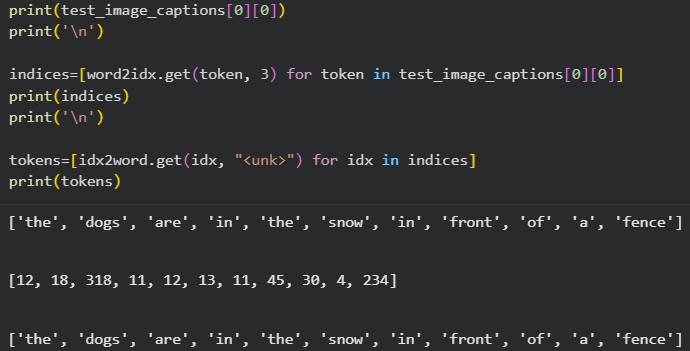 print(test_image_captions[0][0])
print('\n')
indices=[word2idx.get(token, 3) for token in test_image_captions[0][0]]
print(indices)
print('\n')
tokens=[idx2word.get(idx, "<unk>") for idx in indices]
print(tokens)
['the', 'dogs', 'are', 'in', 'the', 'snow', 'in', 'front', 'of', 'a', 'fence']
[12, 18, 318, 11, 12, 13, 11, 45, 30, 4, 234]
['the', 'dogs', 'are', 'in', 'the', 'snow', 'in', 'front', 'of', 'a', 'fence']